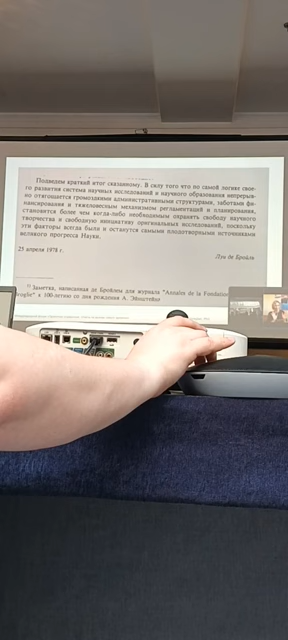 Подведем краткий итог сказанному. В силу того что по самой логике свое-
го развития система научных исследований и научного образования непрерыв-
но отягощается громоздкими административными структурами, заботами фи-
нансирования и тяжеловесным механизмом регламентаций и планирования,
становится более чем когда-либо необходимым охранять свободу научного
творчества и свободную инициативу оригинальных исследований, поскольку
эти факторы всегда были и останутся самыми плодотворными источниками
великого прогресса Науки.
25 апреля 1978 г.
Луи де Бройль
Заметка, написанная де Бройлем для журнала "Annales de la Fondation
Broglie" к 100-летию со дня рождения А. Эйнштейна